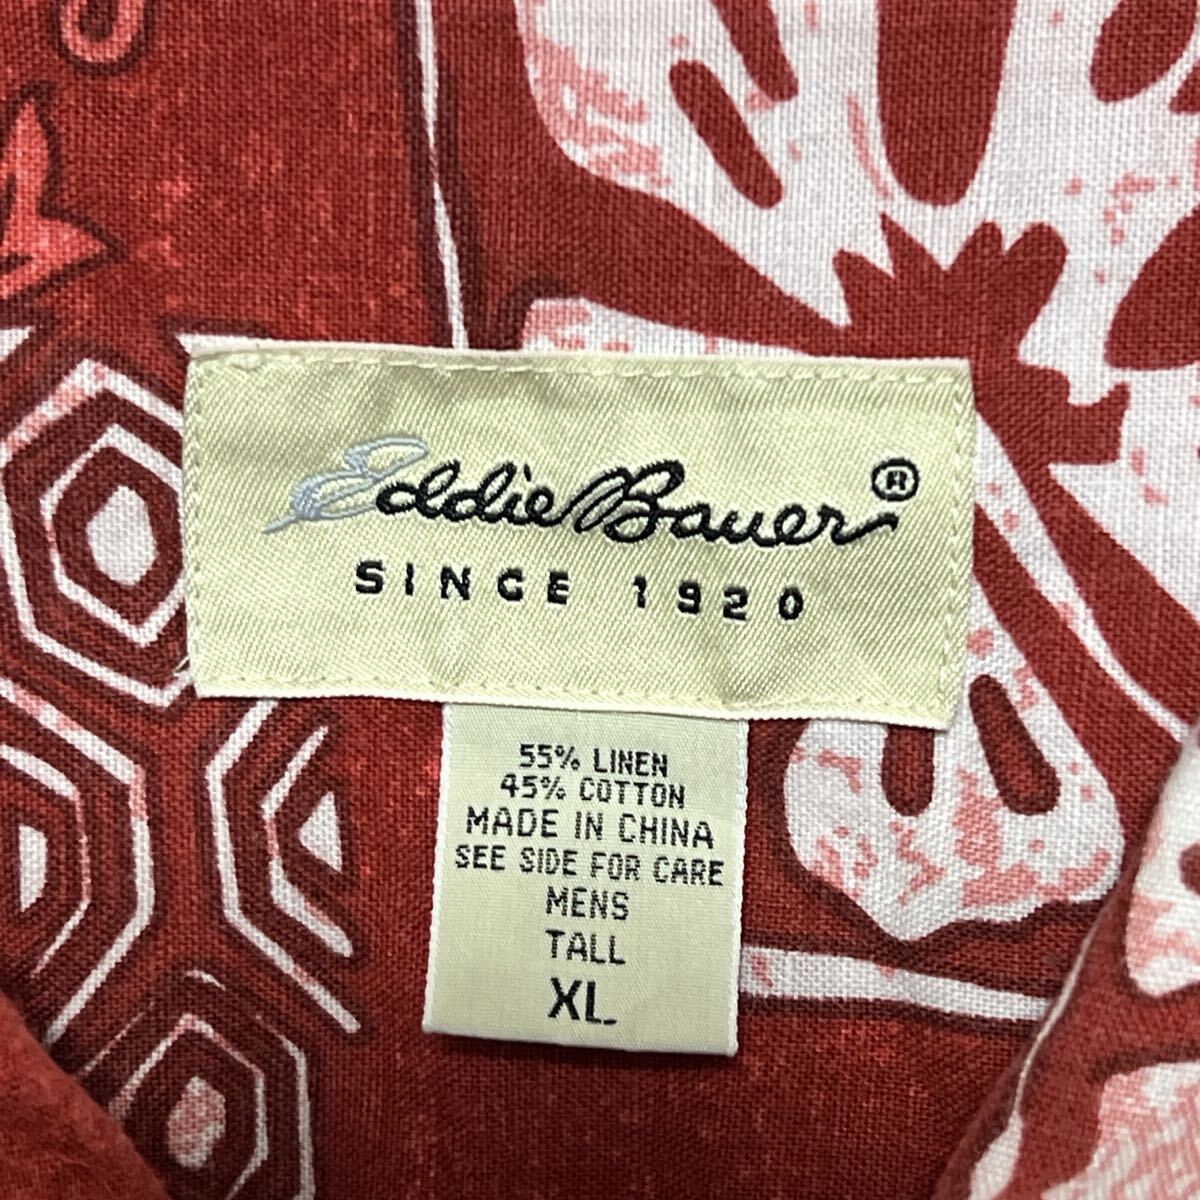 Eddie Bauer ®
SINCE 1920
55% LINEN
45% COTTON
MADE IN CHINA
SEE SIDE FOR CARE
MENS
TALL
XL